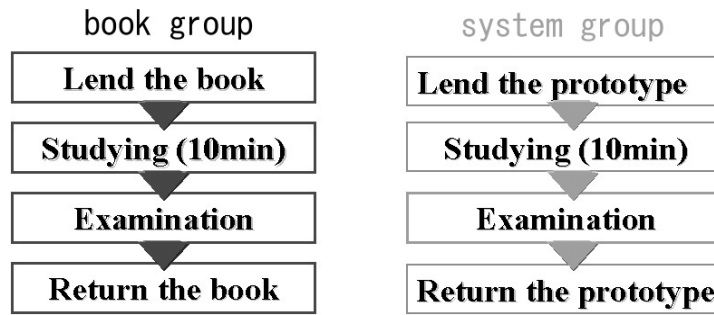 book group
Lend the book
Studying (10min)
Examination
Return the book
system group
Lend the prototype
Studying (10min)
Examination
Return the prototype